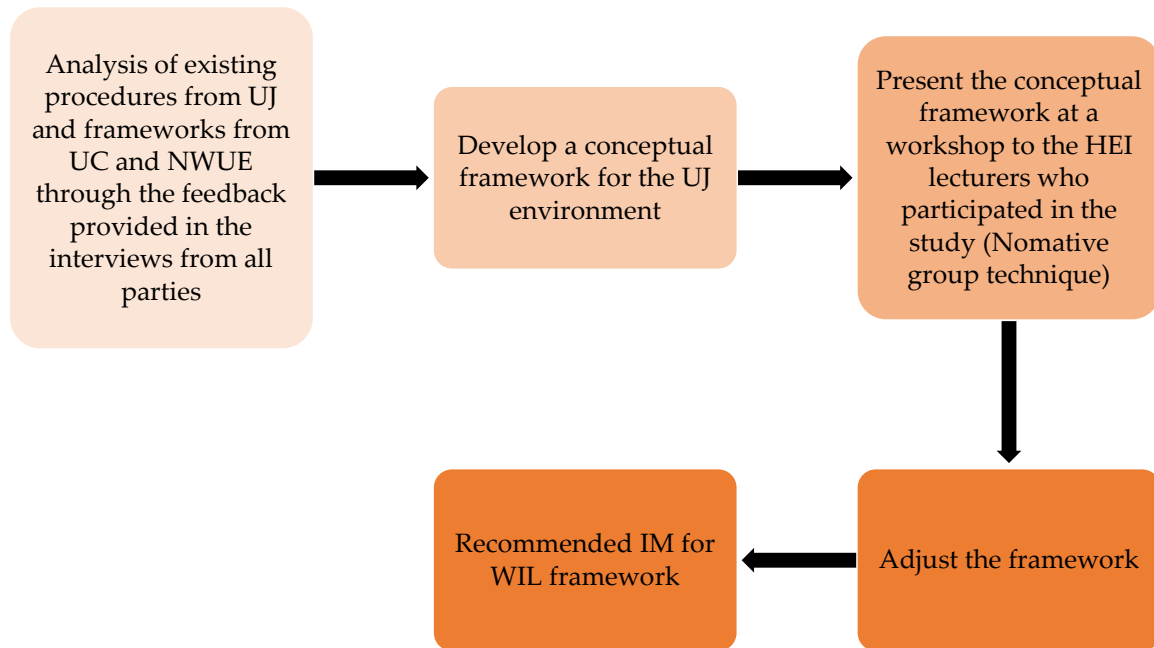 Analysis of existing
procedures from UJ
and frameworks from
UC and NWUE
through the feedback
provided in the
interviews from all
parties
Develop a conceptual
framework for the UJ
environment
Present the conceptual
framework at a
workshop to the HEI
lecturers who
participated in the
study (Nomative
group technique)
Adjust the framework
Recommended IM for
WIL framework